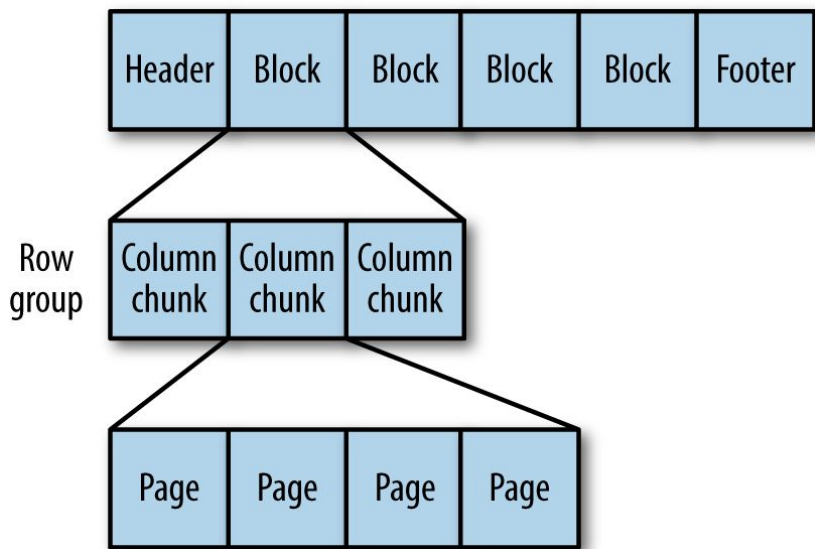 Header Block Block Block Block Footer
Row group
Column chunk
Column chunk
Column chunk
Page Page Page Page